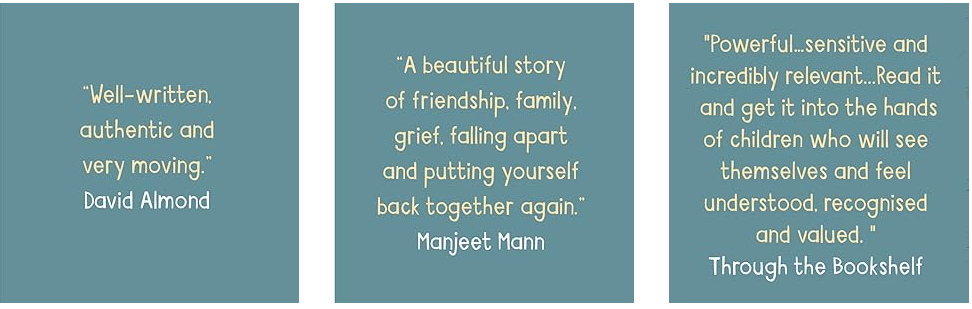 “Well-written,
authentic and
very moving.”
David Almond
“A beautiful story
of friendship, family,
grief, falling apart
and putting yourself
back together again.”
Manjeet Mann
"Powerful...sensitive and
incredibly relevant...Read it
and get it into the hands
of children who will see
themselves and feel
understood, recognised
and valued. "
Through the Bookshelf